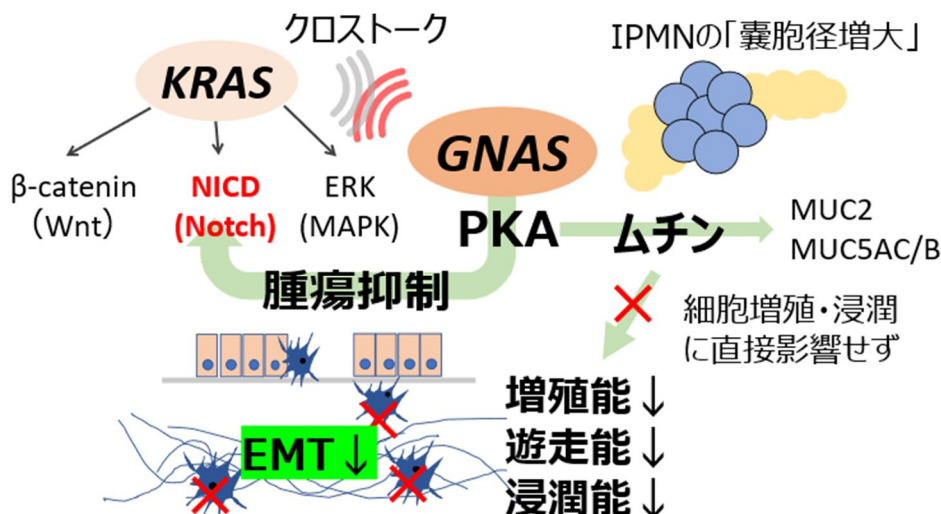 クロストーク
IPMNの「嚢胞径増大」
KRAS
GNAS
β-catenin
(Wnt)
NICD
(Notch)
ERK
(MAPK)
PKA
ムチン
MUC2
MUC5AC/B
腫瘍抑制
細胞増殖・浸潤
に直接影響せず
増殖能↓
遊走能↓
浸潤能↓
EMT↓